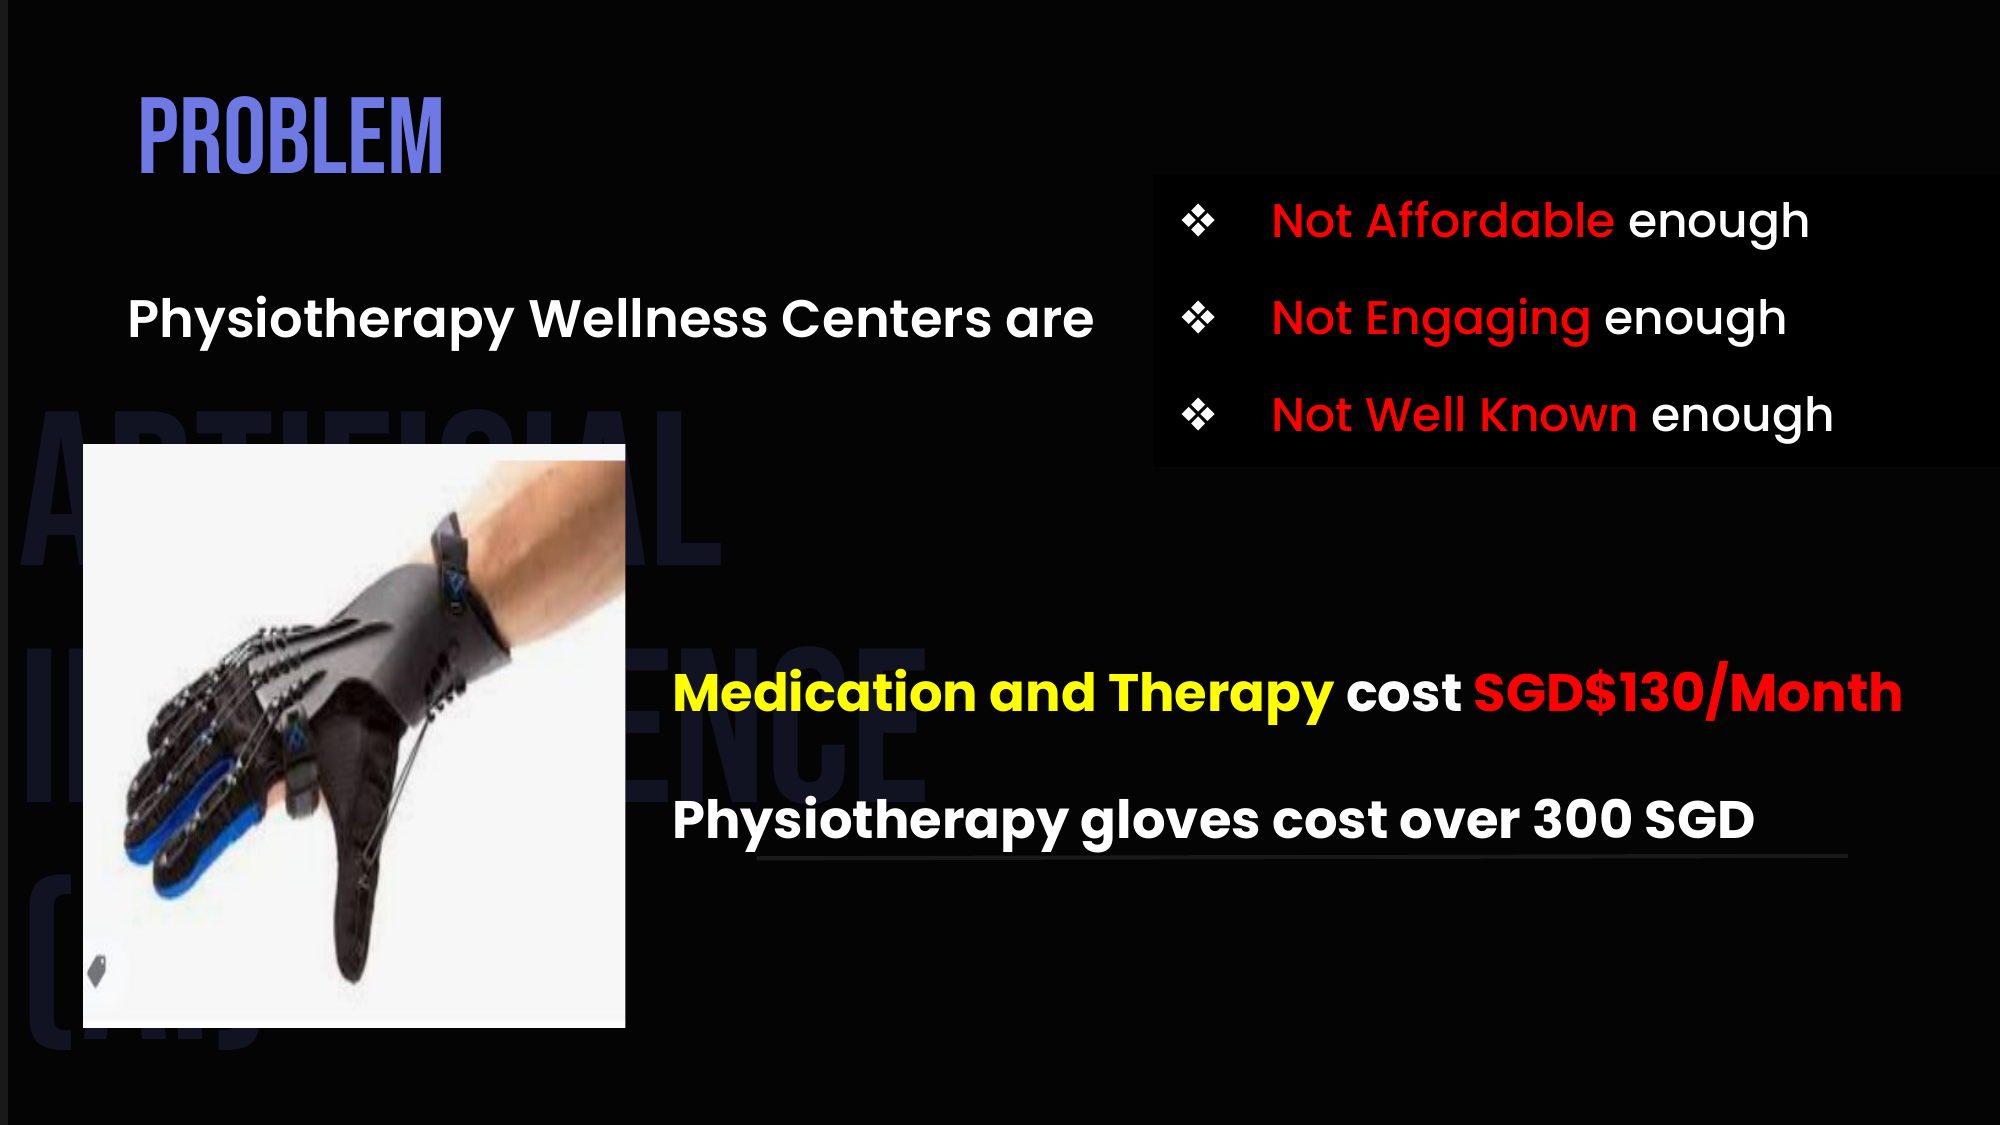 PROBLEM
Physiotherapy Wellness Centers are
❖ Not Affordable enough
❖ Not Engaging enough
❖ Not Well Known enough
Medication and Therapy cost SGD$130/Month
Physiotherapy gloves cost over 300 SGD